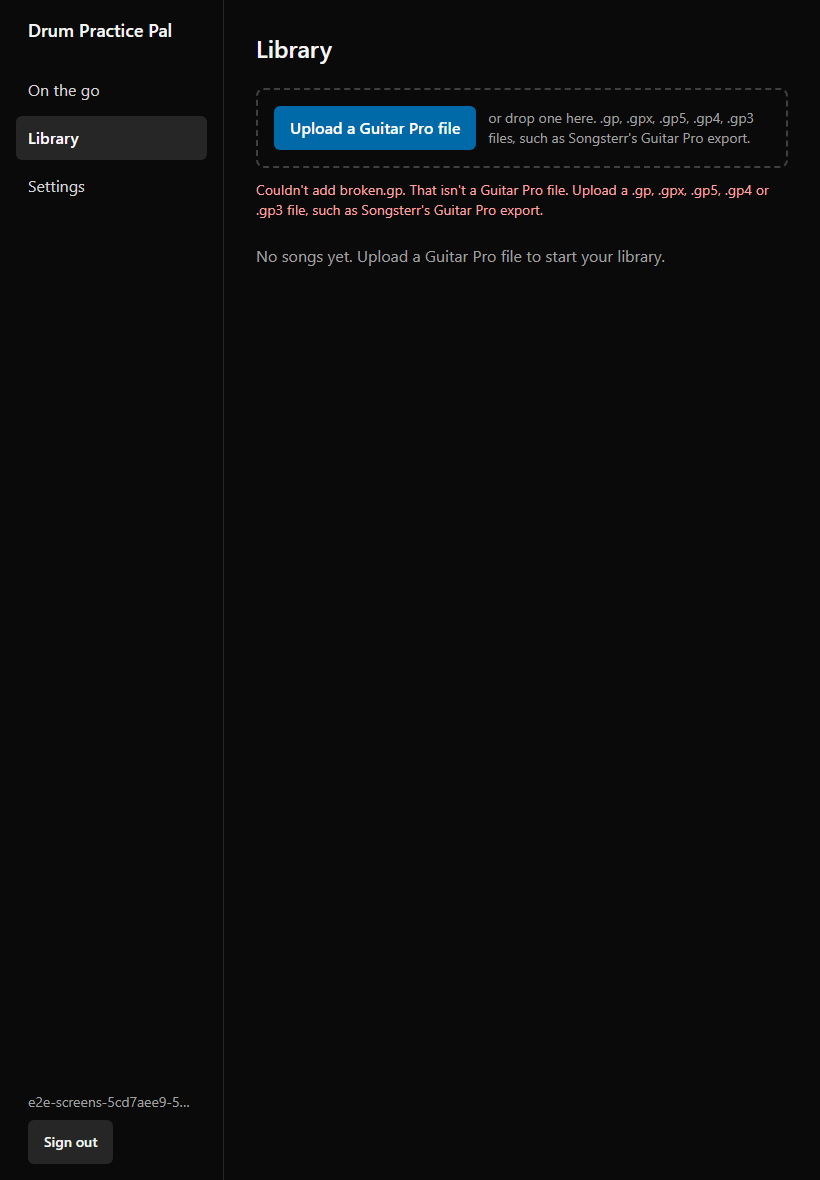 Drum Practice Pal
On the go
Library
Settings
Library
Upload a Guitar Pro file
or drop one here. .gp, .gpx, .gp5, .gp4, .gp3
files, such as Songsterr's Guitar Pro export.
Couldn't add broken.gp. That isn't a Guitar Pro file. Upload a .gp, .gpx, .gp5, .gp4 or
.gp3 file, such as Songsterr's Guitar Pro export.
No songs yet. Upload a Guitar Pro file to start your library.
e2e-screens-5cd7aee9-5...
Sign out